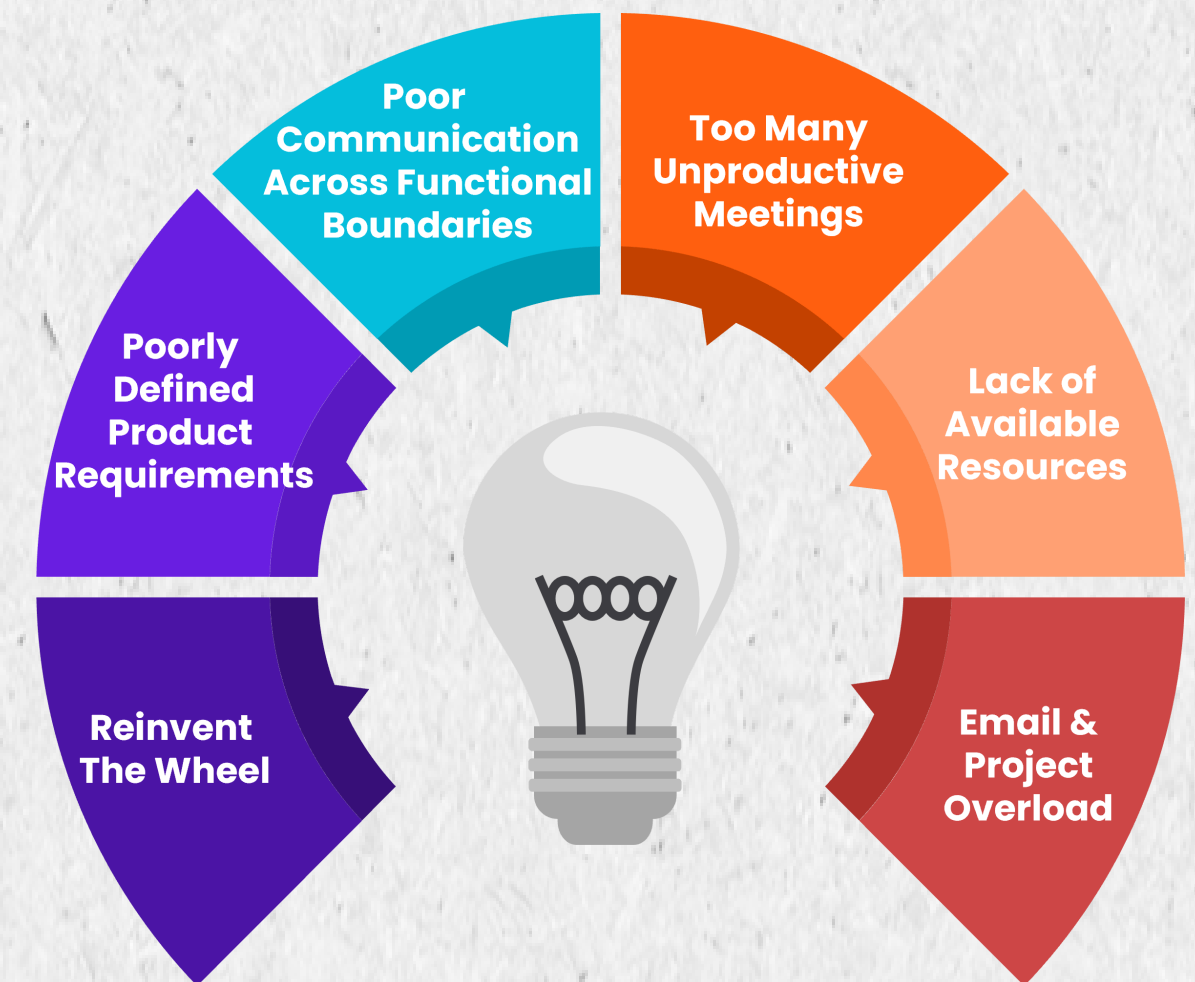 Poor
Communication
Across Functional
Boundaries
Too Many
Unproductive
Meetings
Poorly
Defined
Product
Requirements
Lack of
Available
Resources
Reinvent
The Wheel
Email &
Project
Overload